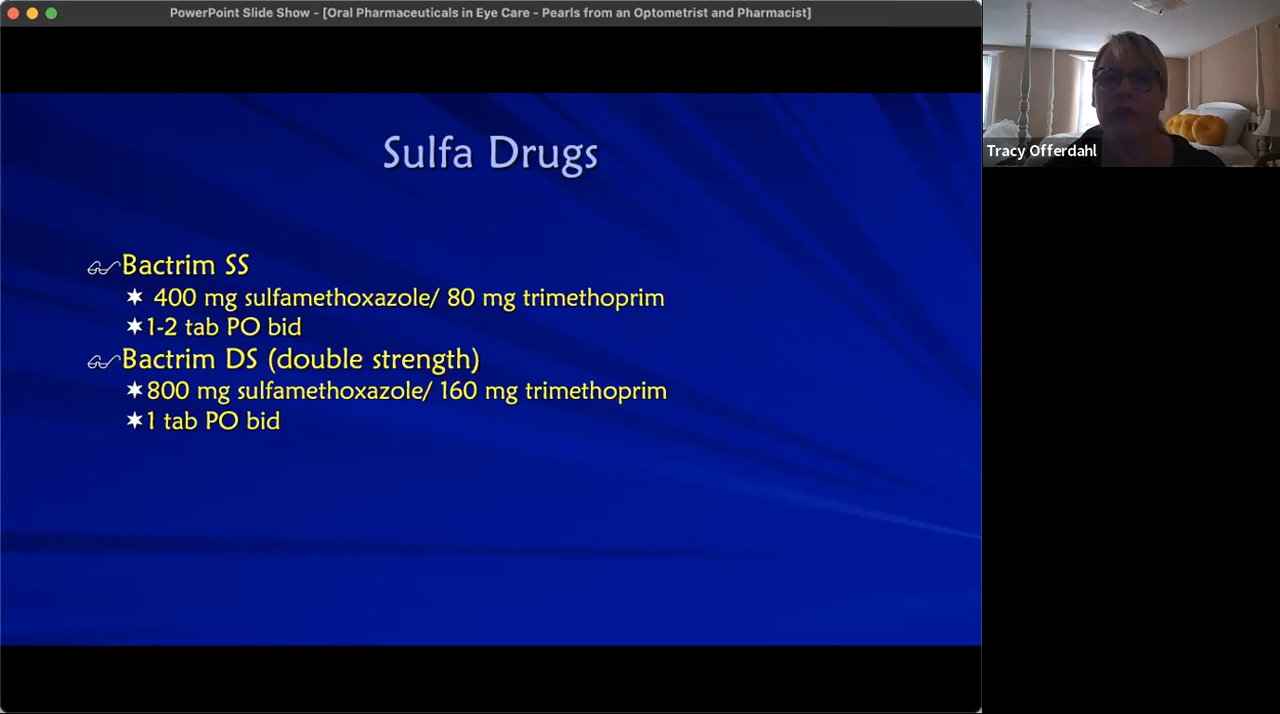 PowerPoint Slide Show - [Oral Pharmaceuticals in Eye Care - Pearls from an Optometrist and Pharmacist]
Sulfa Drugs
Bactrim SS
400 mg sulfamethoxazole/ 80 mg trimethoprim
1-2 tab PO bid
Bactrim DS (double strength)
800 mg sulfamethoxazole/ 160 mg trimethoprim
1 tab PO bid
Tracy Offerdahl